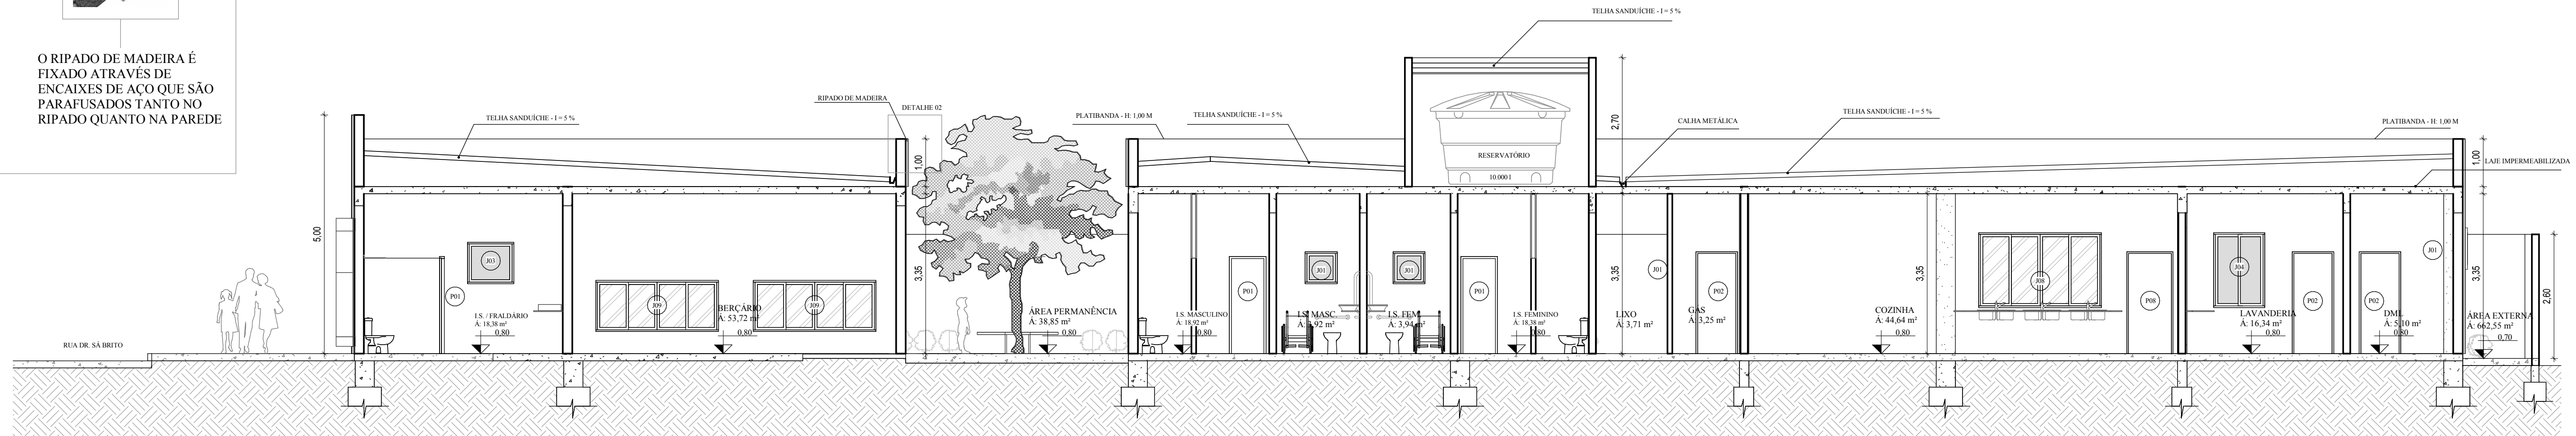 O RIPADO DE MADEIRA É
FIXADO ATRAVÉS DE
ENCAIXES DE AÇO QUE SÃO
PARAFUSADOS TANTO NO
RIPADO QUANTO NA PAREDE
TELHA SANDUÍCHE - I = 5 %
RIPADO DE MADEIRA
DETALHE 02
PLATIBANDA - H: 1,00 M
TELHA SANDUÍCHE - I = 5 %
TELHA SANDUÍCHE - I = 5 %
CALHA METÁLICA
TELHA SANDUÍCHE - I = 5 %
PLATIBANDA - H: 1,00 M
LAJE IMPERMEABILIZADA
RESERVATÓRIO
10.000 l
2,70
1,00
1,00
5,00
3,35
3,35
3,35
3,35
2,60
RUA DR. SÁ BRITO
P01
J03
I.S. / FRALDÁRIO
A: 18,38 m²
0,80
J09
BERÇÁRIO
A: 53,72 m²
0,80
J09
ÁREA PERMANÊNCIA
A: 38,85 m²
0,80
I.S. MASCULINO
A: 18,92 m²
0,80
P01
J01
I.S. MASC.
A: 3,92 m²
J01
I.S. FEM.
A: 3,94 m²
P01
I.S. FEMININO
A: 18,38 m²
0,80
LIXO
A: 3,71 m²
J01
GÁS
A: 3,25 m²
P02
COZINHA
A: 44,64 m²
0,80
J08
P08
J04
LAVANDERIA
A: 16,34 m²
0,80
P02
P02
DML
A: 5,10 m²
0,80
J01
ÁREA EXTERNA
A: 662,55 m²
0,70